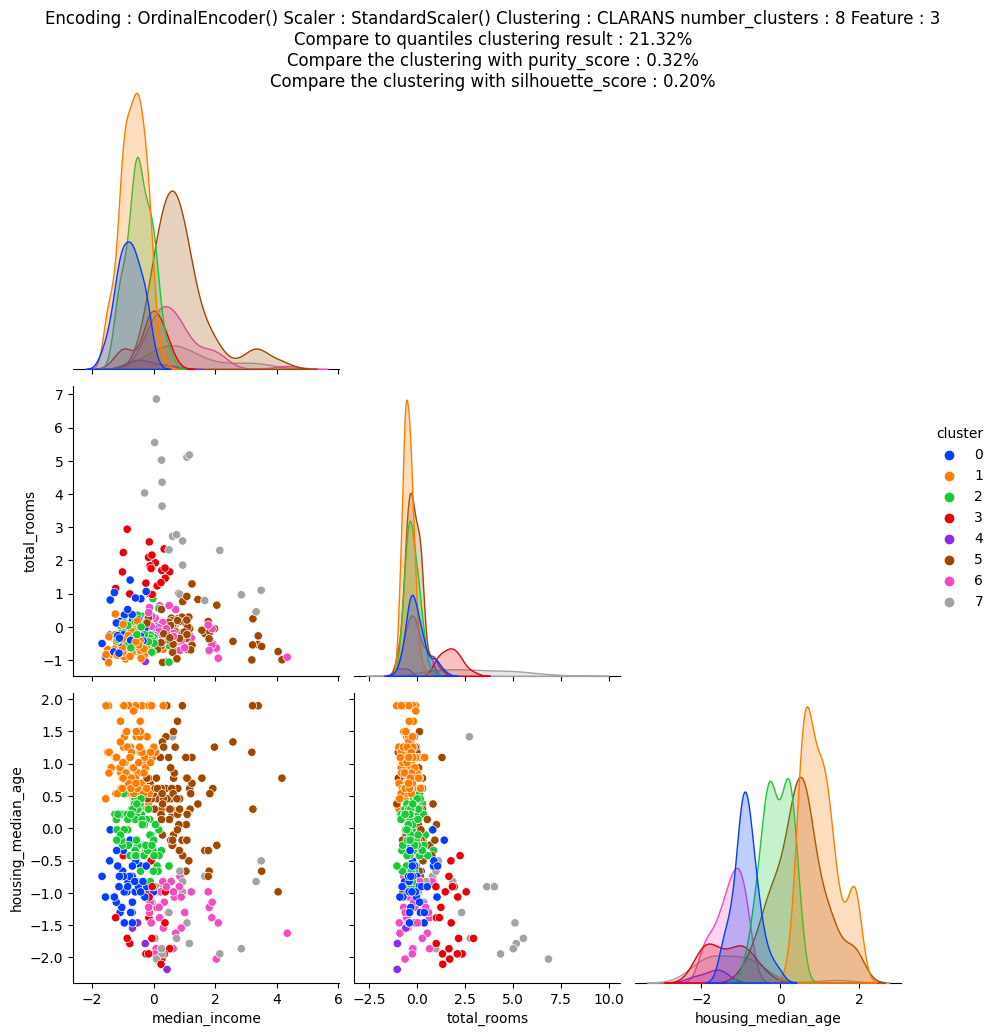 Encoding : OrdinalEncoder() Scaler : StandardScaler() Clustering : CLARANS number_clusters : 8 Feature : 3
Compare to quantiles clustering result : 21.32%
Compare the clustering with purity_score : 0.32%
Compare the clustering with silhouette_score : 0.20%
7
6
5
4
3
2
1
0
−1
total_rooms
cluster
0
1
2
3
4
5
6
7
2.0
1.5
1.0
0.5
0.0
−0.5
−1.0
−1.5
−2.0
housing_median_age
−2 0 2 4 6
median_income
−2.5 0.0 2.5 5.0 7.5 10.0
total_rooms
−2 0 2
housing_median_age